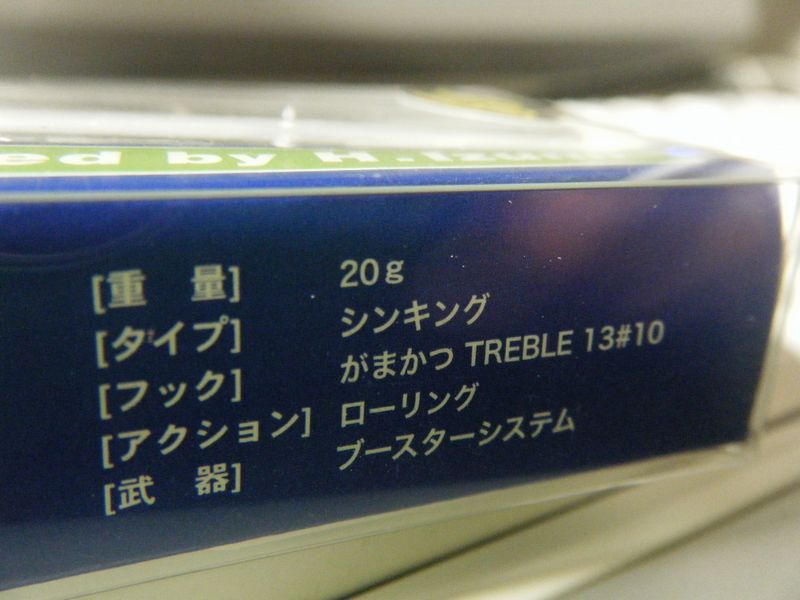 ed by H.
[重　量] 20g
[タイプ] シンキング
[フック] がまかつ TREBLE 13#10
[アクション] ローリング
[武　器] ブースターシステム